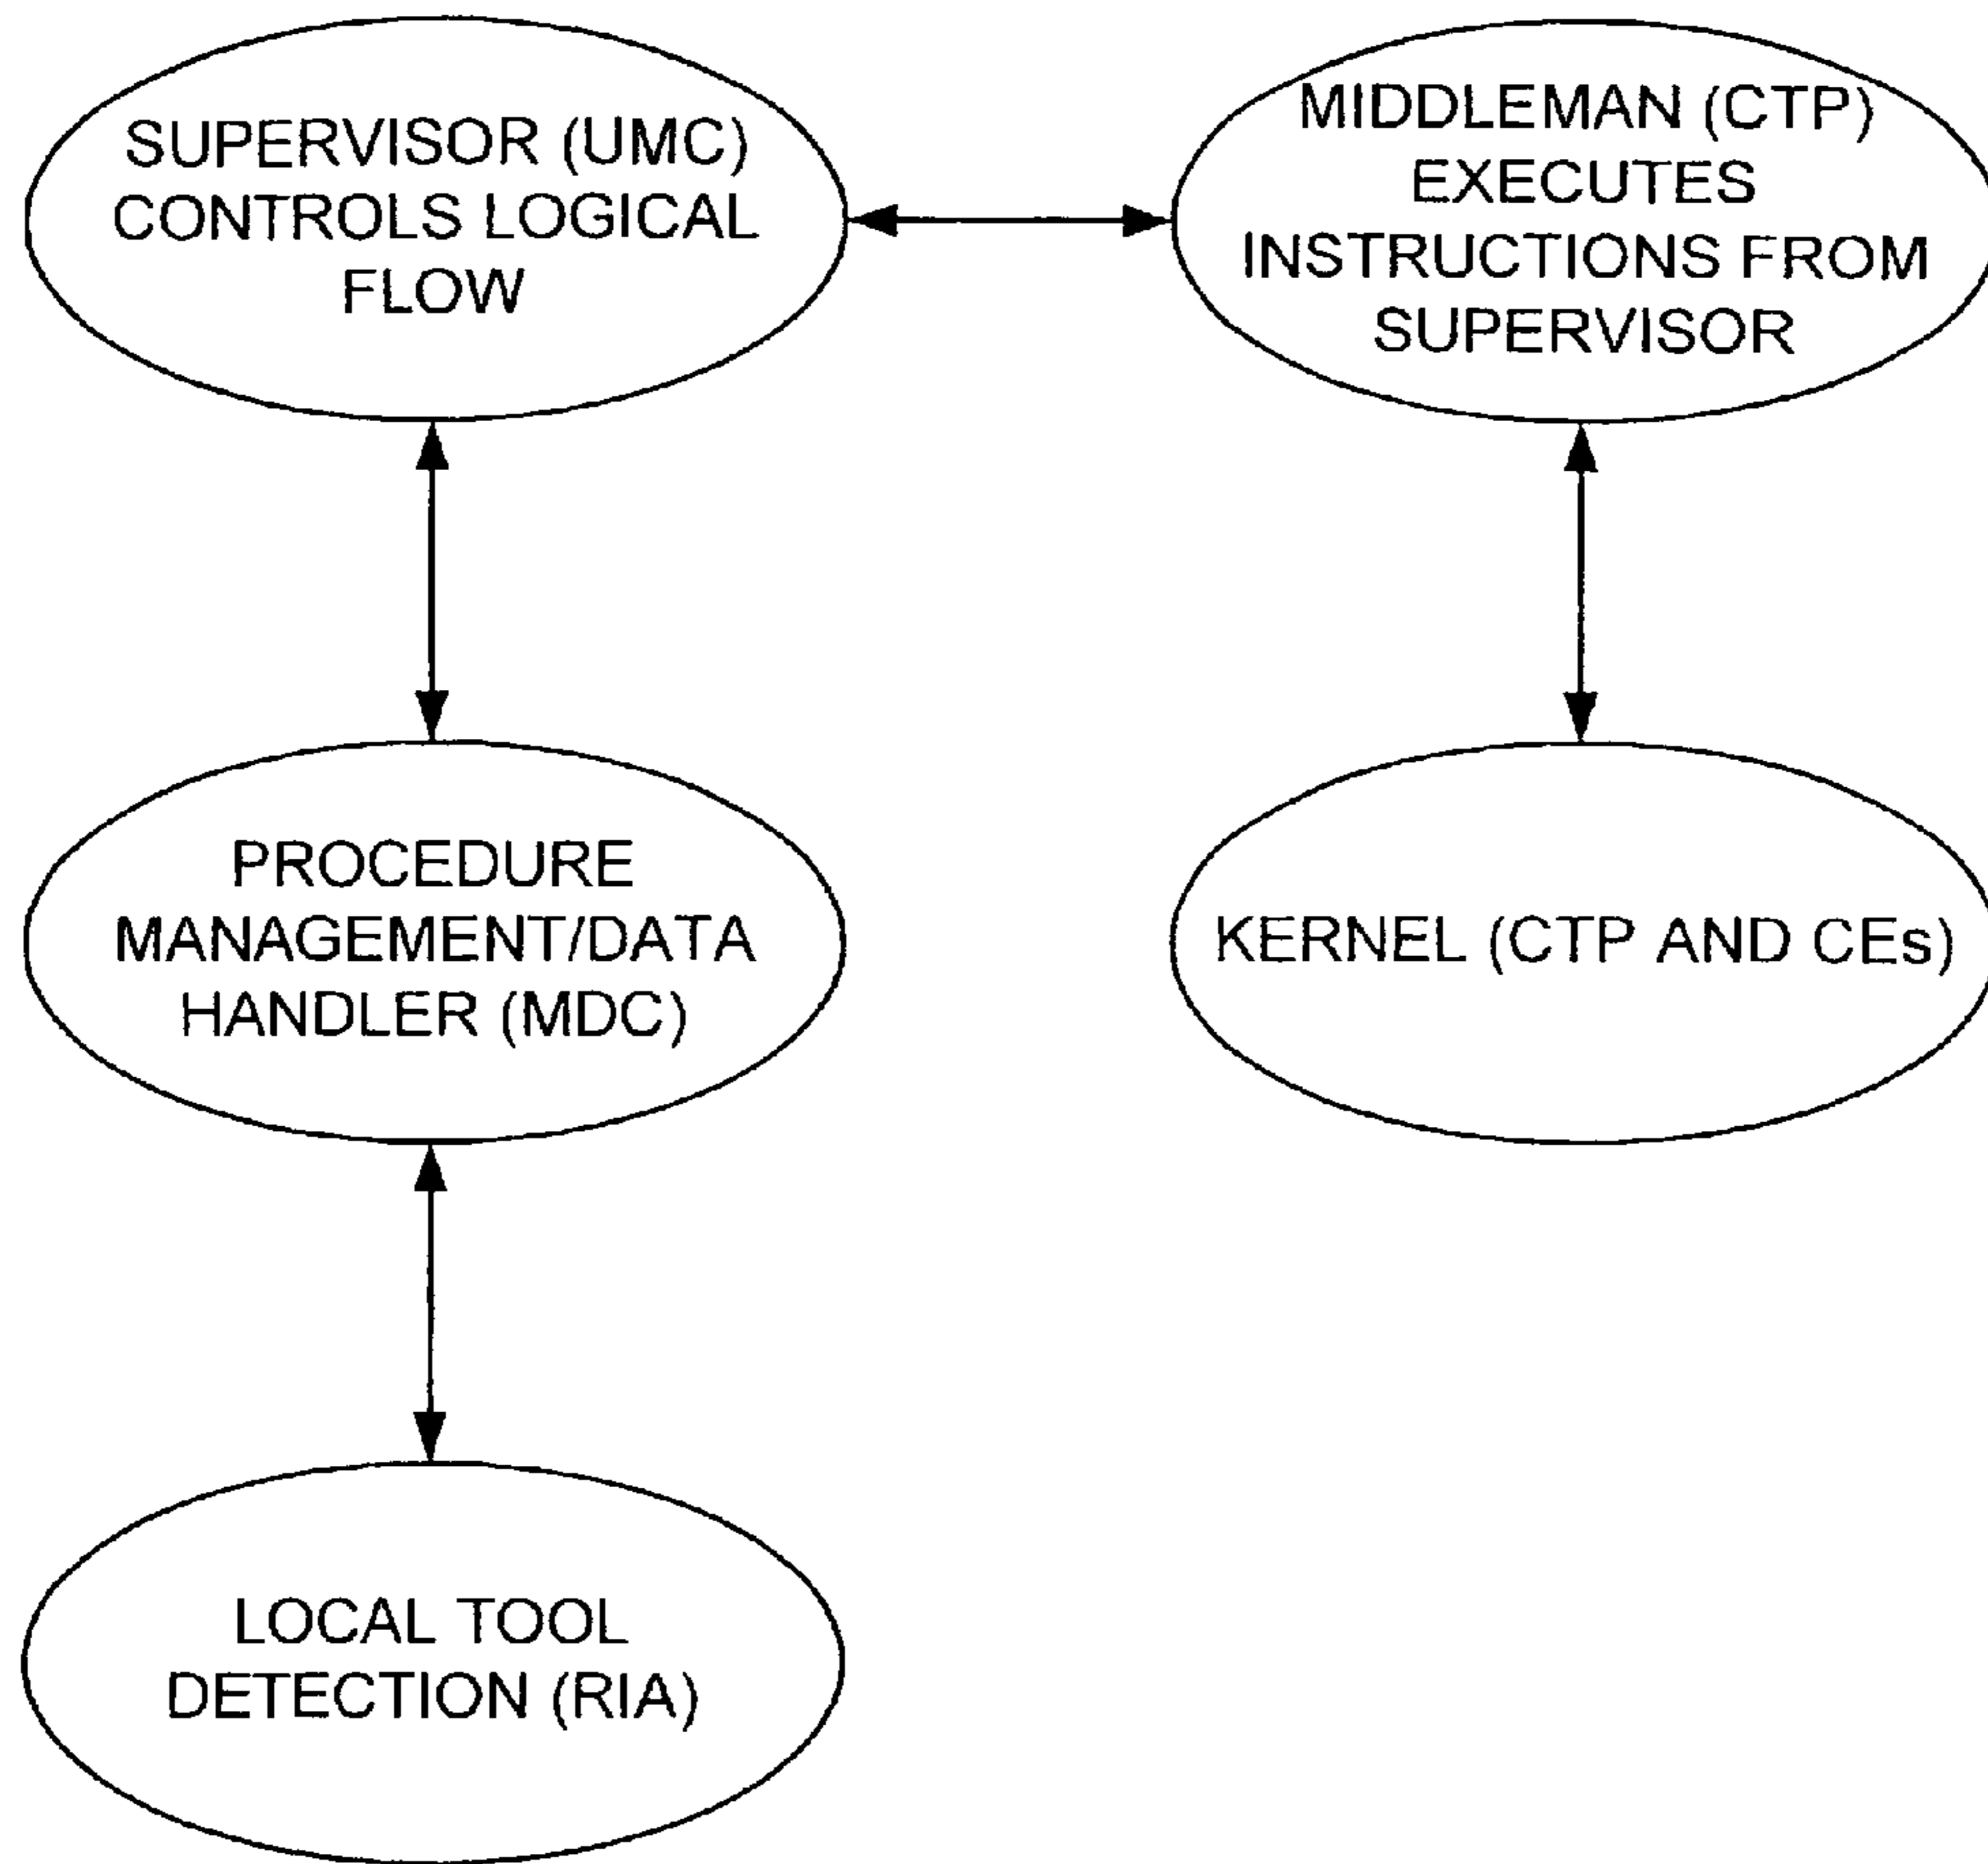 SUPERVISOR (UMC)
CONTROLS LOGICAL
FLOW
MIDDLEMAN (CTP)
EXECUTES
INSTRUCTIONS FROM
SUPERVISOR
PROCEDURE
MANAGEMENT/DATA
HANDLER (MDC)
KERNEL (CTP AND CEs)
LOCAL TOOL
DETECTION (RIA)